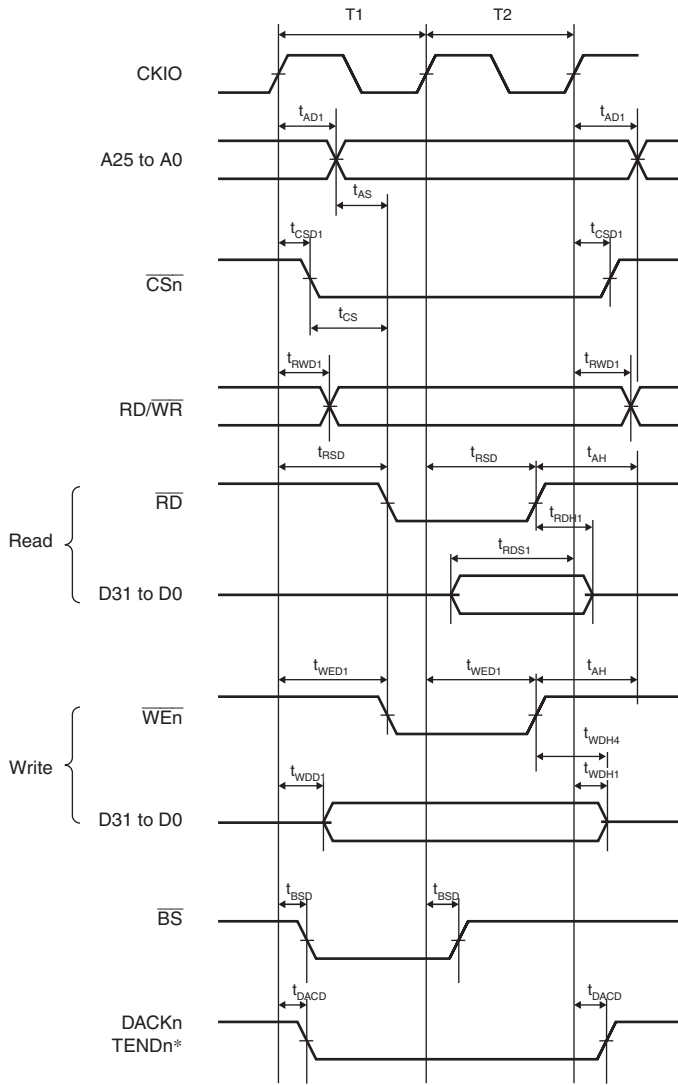 T1 T2
CKIO
tAD1 tAD1
A25 to A0
tAS
tCSD1 tCSD1
CSn
tCS
tRWD1 tRWD1
RD/WR
tRSD tRSD tAH
RD
tRDH1
Read
tRDS1
D31 to D0
tWED1 tWED1 tAH
WEn
tWDH4
Write
tWDD1 tWDH1
D31 to D0
tBSD tBSD
BS
tDACD tDACD
DACKn
TENDn*